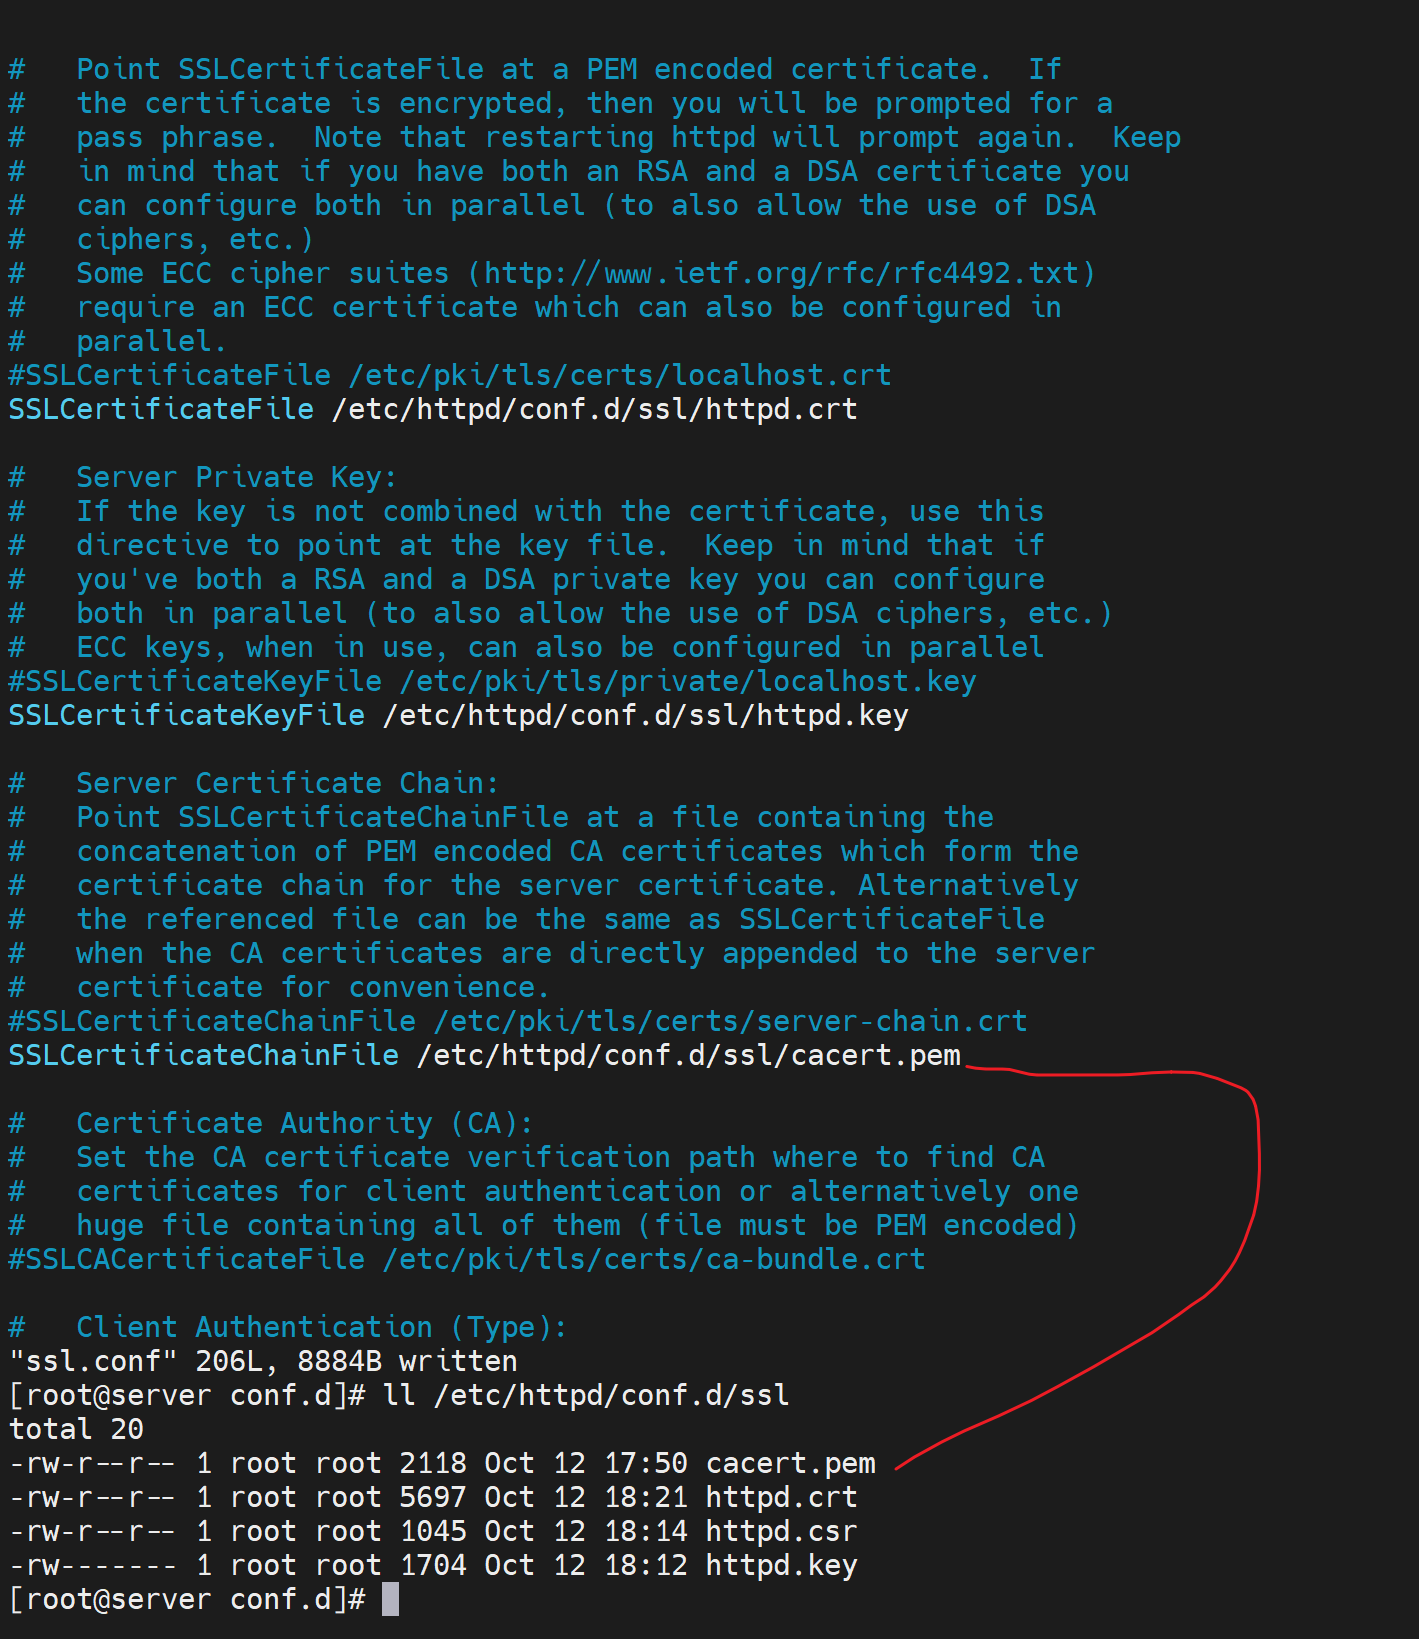 #   Point SSLCertificateFile at a PEM encoded certificate.  If
#   the certificate is encrypted, then you will be prompted for a
#   pass phrase.  Note that restarting httpd will prompt again.  Keep
#   in mind that if you have both an RSA and a DSA certificate you
#   can configure both in parallel (to also allow the use of DSA
#   ciphers, etc.)
#   Some ECC cipher suites (http://www.ietf.org/rfc/rfc4492.txt)
#   require an ECC certificate which can also be configured in
#   parallel.
#SSLCertificateFile /etc/pki/tls/certs/localhost.crt
SSLCertificateFile /etc/httpd/conf.d/ssl/httpd.crt

#   Server Private Key:
#   If the key is not combined with the certificate, use this
#   directive to point at the key file.  Keep in mind that if
#   you've both a RSA and a DSA private key you can configure
#   both in parallel (to also allow the use of DSA ciphers, etc.)
#   ECC keys, when in use, can also be configured in parallel
#SSLCertificateKeyFile /etc/pki/tls/private/localhost.key
SSLCertificateKeyFile /etc/httpd/conf.d/ssl/httpd.key

#   Server Certificate Chain:
#   Point SSLCertificateChainFile at a file containing the
#   concatenation of PEM encoded CA certificates which form the
#   certificate chain for the server certificate. Alternatively
#   the referenced file can be the same as SSLCertificateFile
#   when the CA certificates are directly appended to the server
#   certificate for convenience.
#SSLCertificateChainFile /etc/pki/tls/certs/server-chain.crt
SSLCertificateChainFile /etc/httpd/conf.d/ssl/cacert.pem

#   Certificate Authority (CA):
#   Set the CA certificate verification path where to find CA
#   certificates for client authentication or alternatively one
#   huge file containing all of them (file must be PEM encoded)
#SSLCACertificateFile /etc/pki/tls/certs/ca-bundle.crt

#   Client Authentication (Type):
"ssl.conf" 206L, 8884B written
[root@server conf.d]# ll /etc/httpd/conf.d/ssl
total 20
-rw-r--r-- 1 root root 2118 Oct 12 17:50 cacert.pem
-rw-r--r-- 1 root root 5697 Oct 12 18:21 httpd.crt
-rw-r--r-- 1 root root 1045 Oct 12 18:14 httpd.csr
-rw------- 1 root root 1704 Oct 12 18:12 httpd.key
[root@server conf.d]#